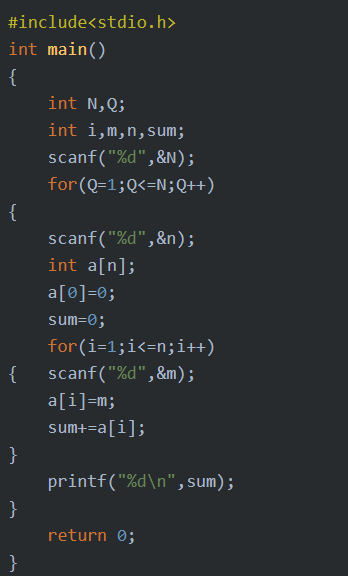 #include<stdio.h>
int main()
{
    int N,Q;
    int i,m,n,sum;
    scanf("%d",&N);
    for(Q=1;Q<=N;Q++)
{
    scanf("%d",&n);
    int a[n];
    a[0]=0;
    sum=0;
    for(i=1;i<=n;i++)
{   scanf("%d",&m);
    a[i]=m;
    sum+=a[i];
}
    printf("%d\n",sum);
}
    return 0;
}